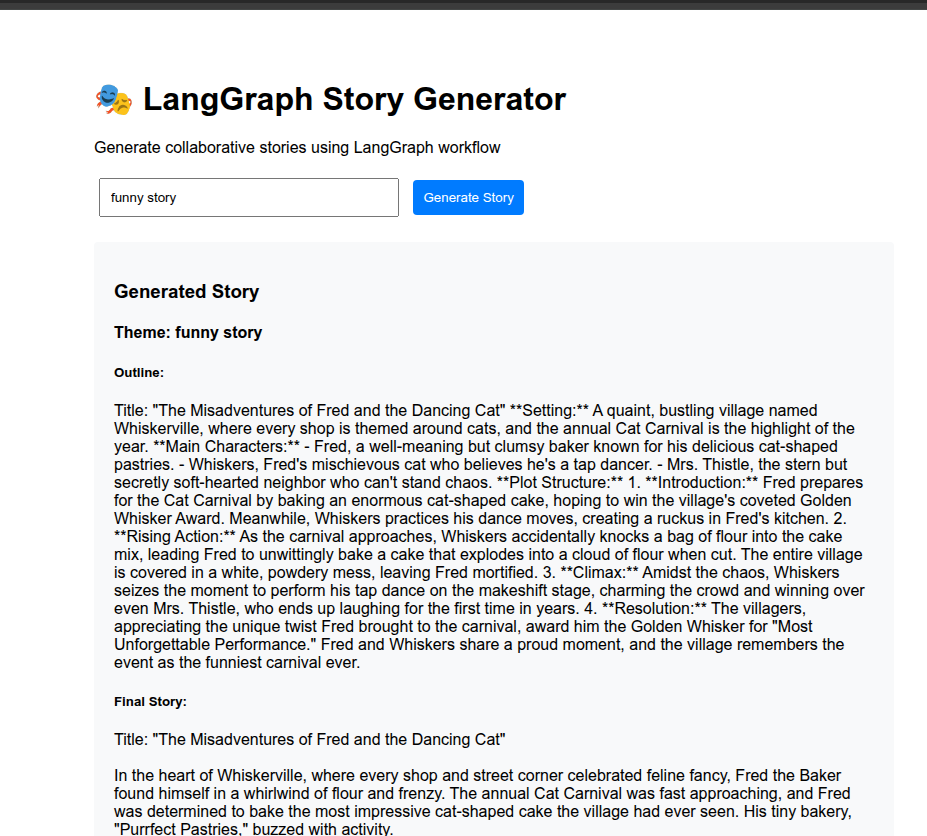 🎭 LangGraph Story Generator
Generate collaborative stories using LangGraph workflow
funny story
Generate Story
Generated Story
Theme: funny story
Outline:
Title: "The Misadventures of Fred and the Dancing Cat" **Setting:** A quaint, bustling village named
Whiskerville, where every shop is themed around cats, and the annual Cat Carnival is the highlight of the
year. **Main Characters:** - Fred, a well-meaning but clumsy baker known for his delicious cat-shaped
pastries. - Whiskers, Fred's mischievous cat who believes he's a tap dancer. - Mrs. Thistle, the stern but
secretly soft-hearted neighbor who can't stand chaos. **Plot Structure:** 1. **Introduction:** Fred prepares
for the Cat Carnival by baking an enormous cat-shaped cake, hoping to win the village's coveted Golden
Whisker Award. Meanwhile, Whiskers practices his dance moves, creating a ruckus in Fred's kitchen. 2.
**Rising Action:** As the carnival approaches, Whiskers accidentally knocks a bag of flour into the cake
mix, leading Fred to unwittingly bake a cake that explodes into a cloud of flour when cut. The entire village
is covered in a white, powdery mess, leaving Fred mortified. 3. **Climax:** Amidst the chaos, Whiskers
seizes the moment to perform his tap dance on the makeshift stage, charming the crowd and winning over
even Mrs. Thistle, who ends up laughing for the first time in years. 4. **Resolution:** The villagers,
appreciating the unique twist Fred brought to the carnival, award him the Golden Whisker for "Most
Unforgettable Performance." Fred and Whiskers share a proud moment, and the village remembers the
event as the funniest carnival ever.
Final Story:
Title: "The Misadventures of Fred and the Dancing Cat"
In the heart of Whiskerville, where every shop and street corner celebrated feline fancy, Fred the Baker
found himself in a whirlwind of flour and frenzy. The annual Cat Carnival was fast approaching, and Fred
was determined to bake the most impressive cat-shaped cake the village had ever seen. His tiny bakery,
"Purrfect Pastries," buzzed with activity.